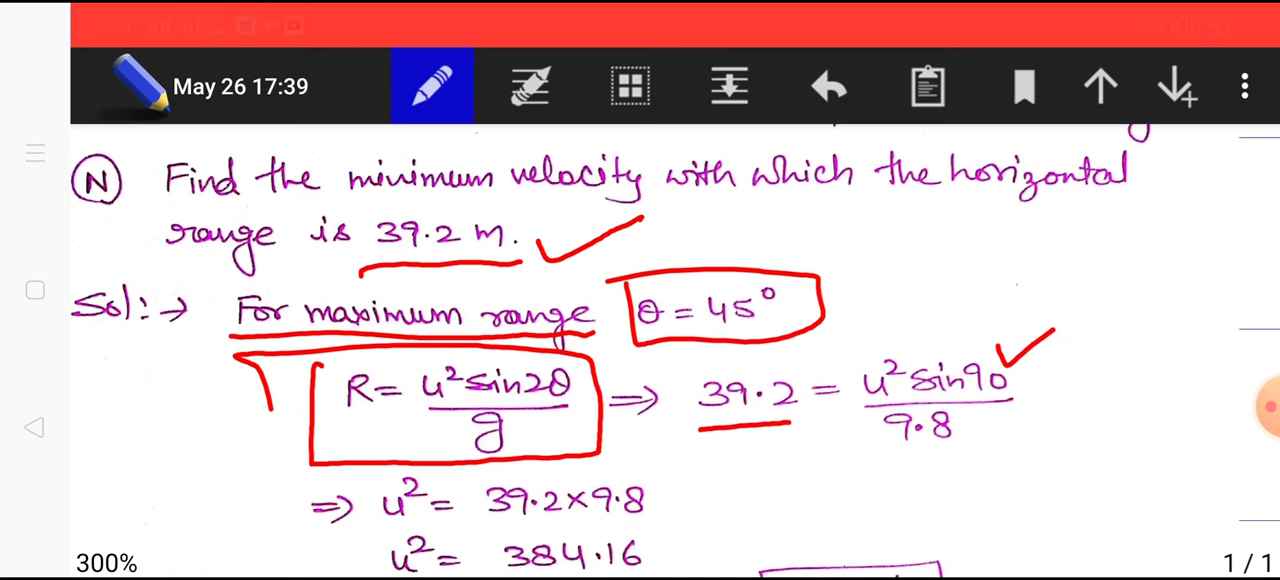 May 26 17:39
N Find the minimum velocity with which the horizontal
range is 39.2 m.
Sol:→ For maximum range θ = 45°
R = u²sin2θ/g ⇒ 39.2 = u²sin90/9.8
⇒ u² = 39.2×9.8
u² = 384.16
300%
1 / 1